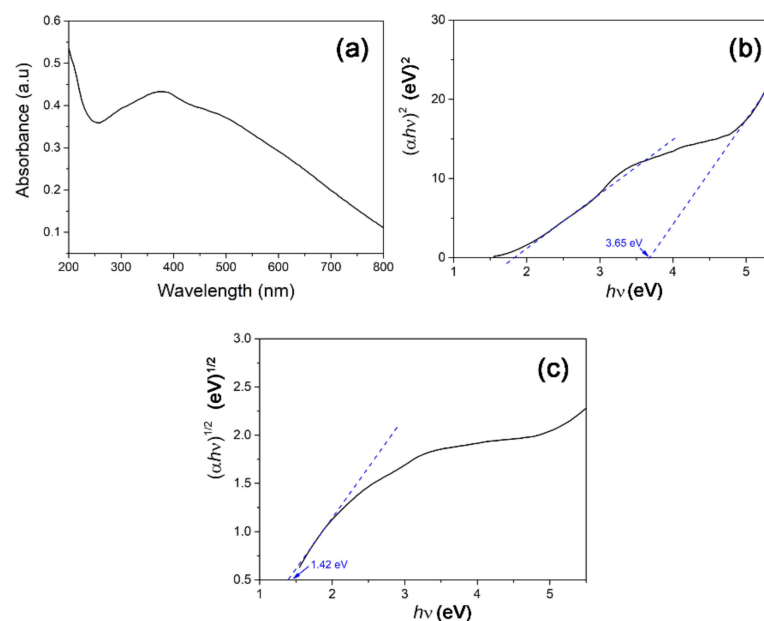 (a)
Absorbance (a.u)
0.6
0.5
0.4
0.3
0.2
0.1
200 300 400 500 600 700 800
Wavelength (nm)
(b)
(αhν)² (eV)²
30
20
10
0
3.65 eV
1 2 3 4 5
hν (eV)
(c)
(αhν)^1/2 (eV)^1/2
3.0
2.5
2.0
1.5
1.0
0.5
1.42 eV
1 2 3 4 5
hν (eV)